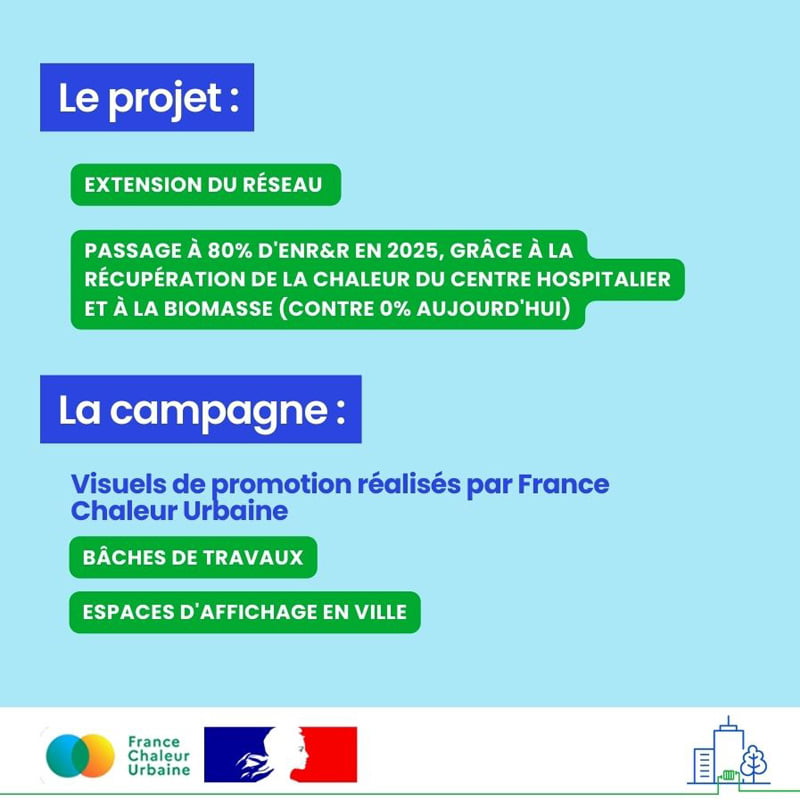 Le projet :
EXTENSION DU RÉSEAU
PASSAGE À 80% D'ENR&R EN 2025, GRÂCE À LA
RÉCUPÉRATION DE LA CHALEUR DU CENTRE HOSPITALIER
ET À LA BIOMASSE (CONTRE 0% AUJOURD'HUI)
La campagne :
Visuels de promotion réalisés par France
Chaleur Urbaine
BÂCHES DE TRAVAUX
ESPACES D'AFFICHAGE EN VILLE
France
Chaleur
Urbaine